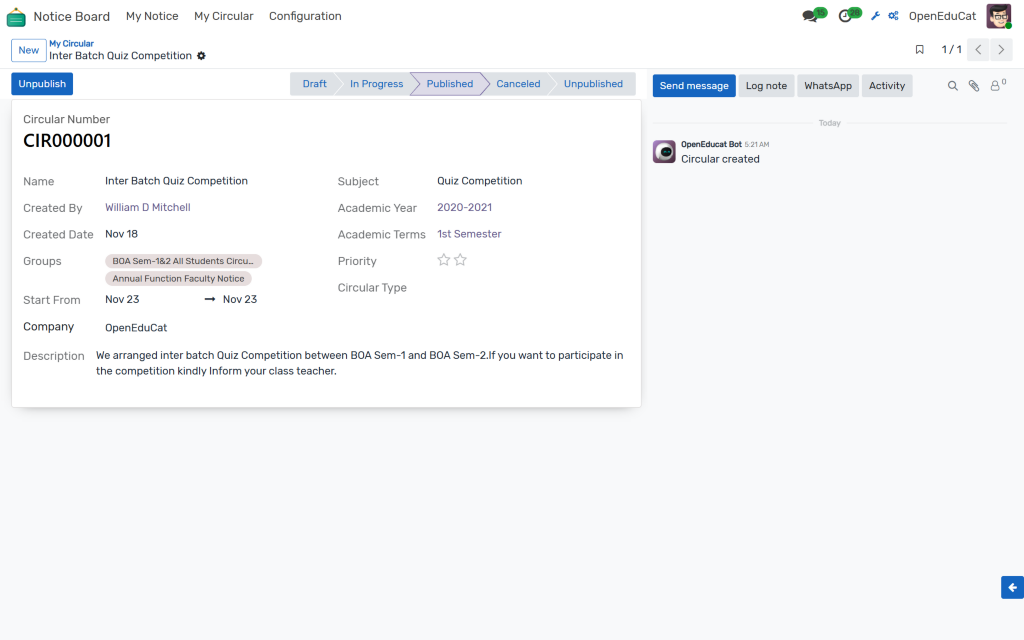 Notice Board My Notice My Circular Configuration 15 28 OpenEduCat
New My Circular 1 / 1
Inter Batch Quiz Competition
Unpublish Draft In Progress Published Canceled Unpublished Send message Log note WhatsApp Activity 0
Circular Number
CIR000001
Today
OpenEducat Bot 5:21 AM
Circular created
Name Inter Batch Quiz Competition Subject Quiz Competition
Created By William D Mitchell Academic Year 2020-2021
Created Date Nov 18 Academic Terms 1st Semester
Groups BOA Sem-1&2 All Students Circu... Priority
Annual Function Faculty Notice
Circular Type
Start From Nov 23 → Nov 23
Company OpenEduCat
Description We arranged inter batch Quiz Competition between BOA Sem-1 and BOA Sem-2.If you want to participate in
the competition kindly Inform your class teacher.